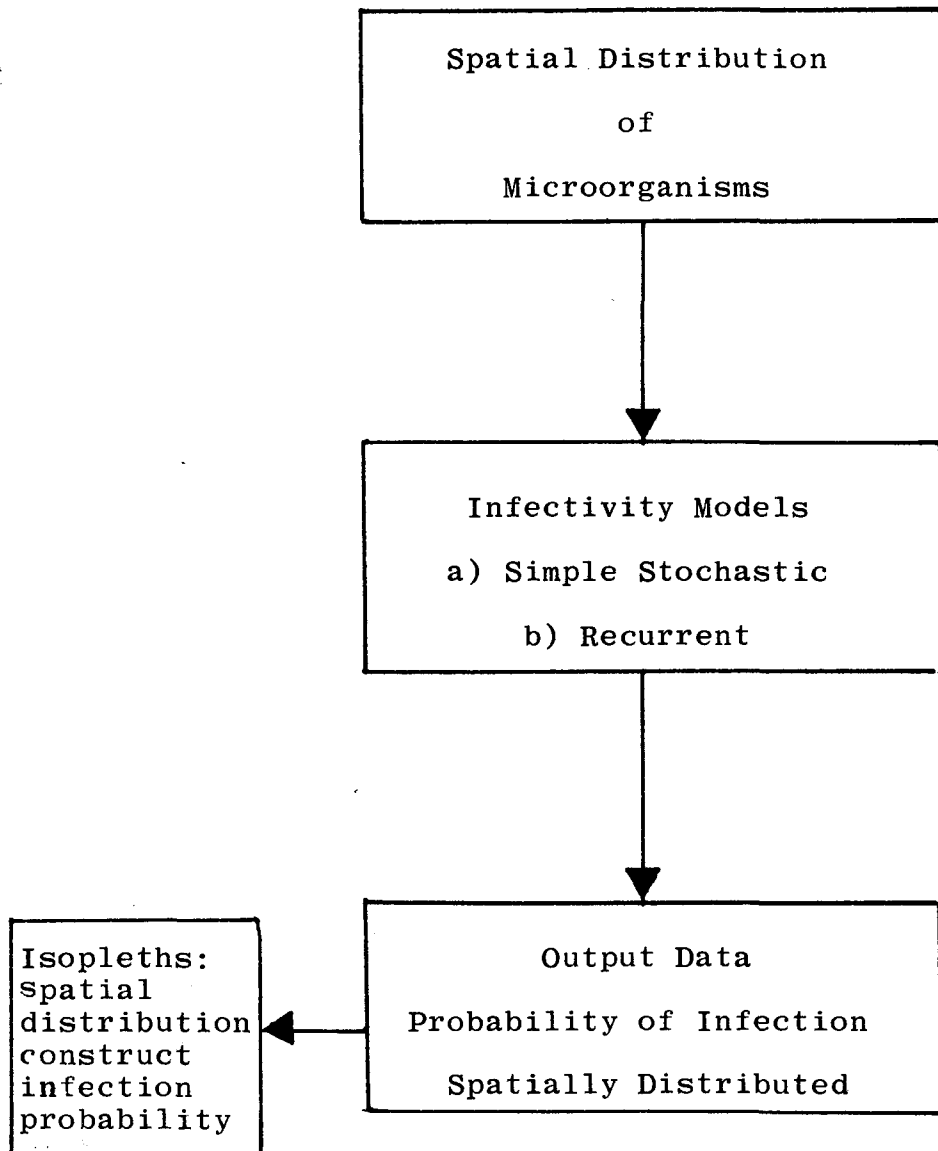 Spatial Distribution
of
Microorganisms
Infectivity Models
a) Simple Stochastic
b) Recurrent
Output Data
Probability of Infection
Spatially Distributed
Isopleths:
spatial
distribution
construct
infection
probability